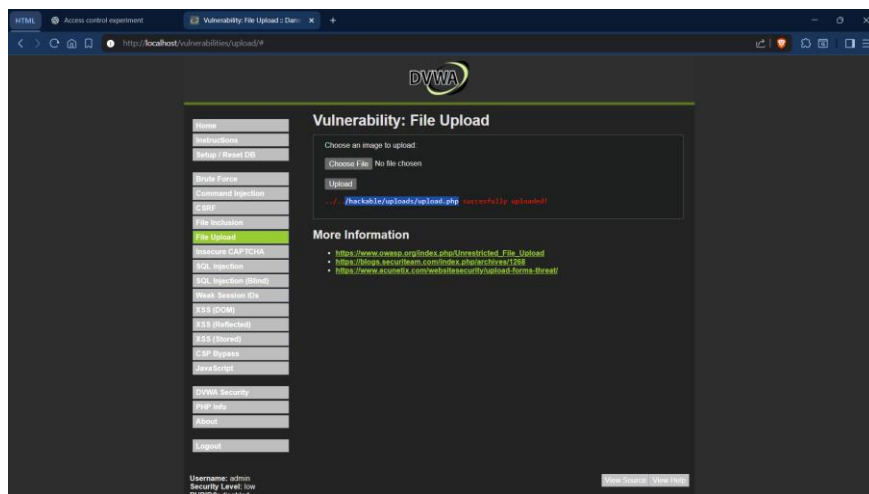 HTML
Access control experiment
Vulnerability: File Upload :: Dam
http://localhost/vulnerabilities/upload/#
DVWA
Home
Instructions
Setup / Reset DB
Brute Force
Command Injection
CSRF
File Inclusion
File Upload
Insecure CAPTCHA
SQL Injection
SQL Injection (Blind)
Weak Session IDs
XSS (DOM)
XSS (Reflected)
XSS (Stored)
CSP Bypass
JavaScript
DVWA Security
PHP Info
About
Logout
Vulnerability: File Upload
Choose an image to upload:
Choose File No file chosen
Upload
../../hackable/uploads/upload.php succesfully uploaded!
More Information
https://www.owasp.org/index.php/Unrestricted_File_Upload
https://blogs.securiteam.com/index.php/archives/1268
https://www.acunetix.com/websitesecurity/upload-forms-threat/
Username: admin
Security Level: low
View Source View Help